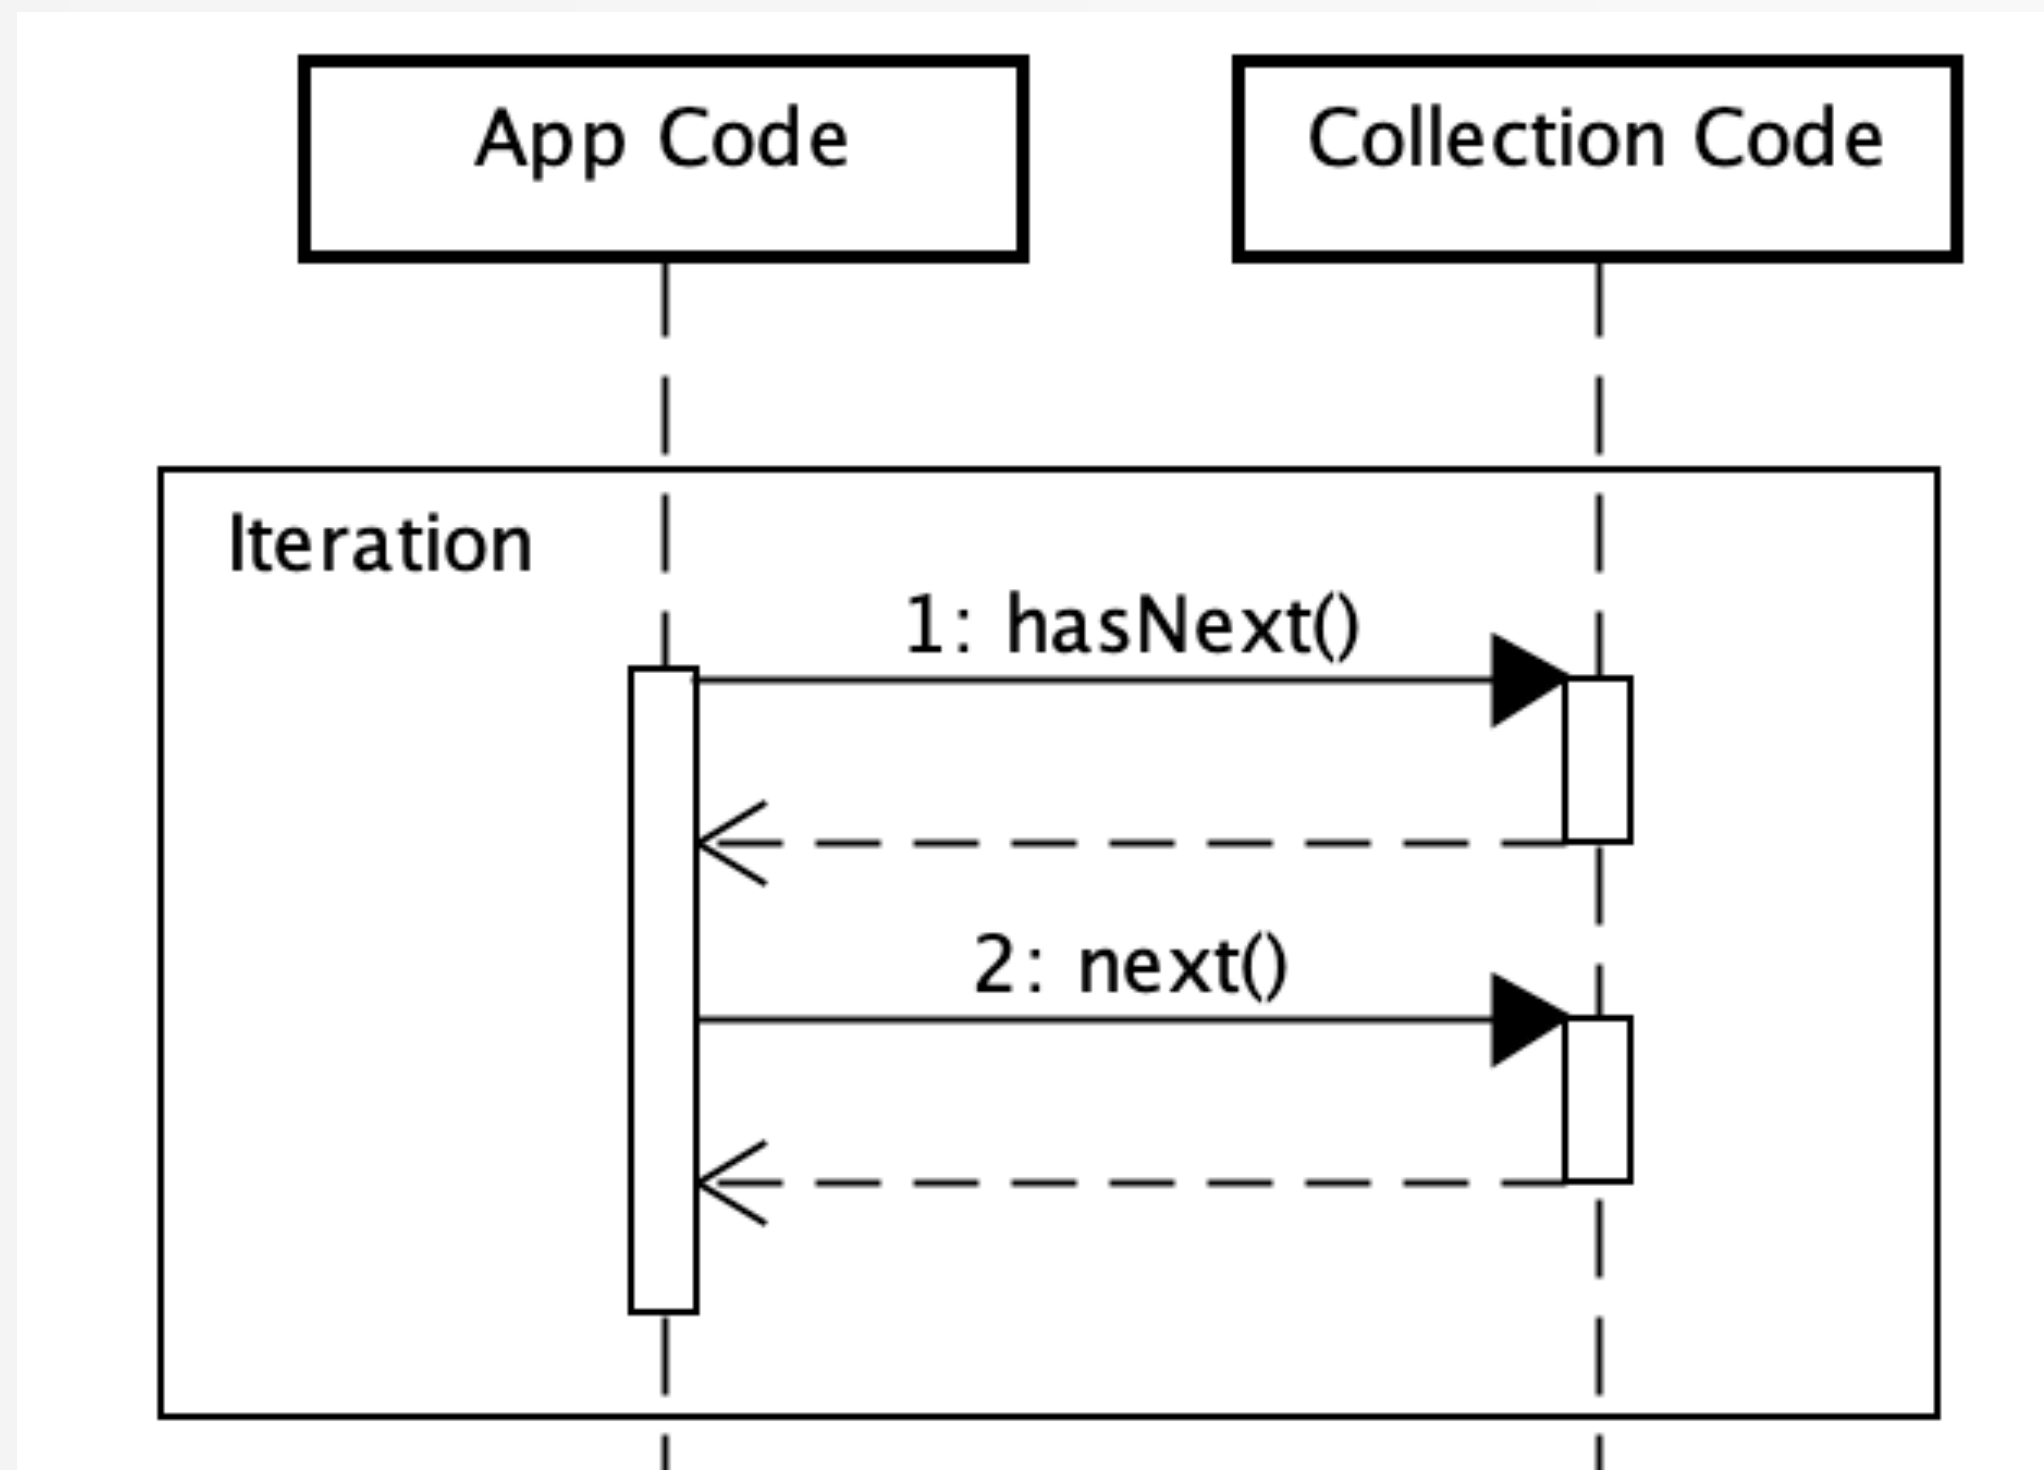 App Code
Collection Code
Iteration
1: hasNext()
2: next()